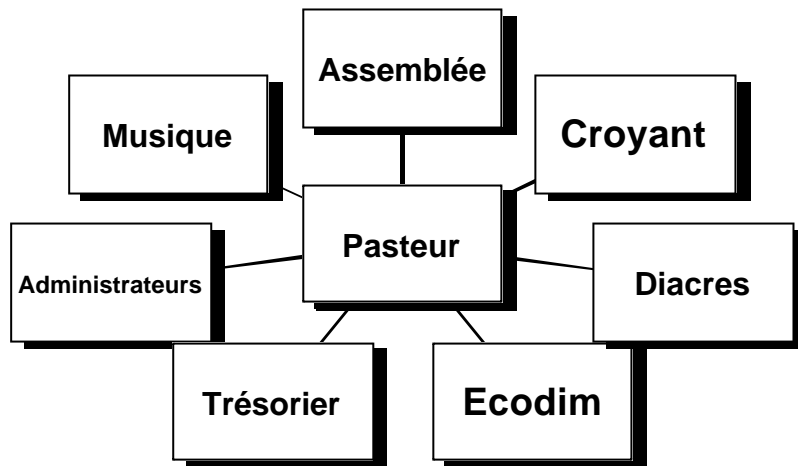 Assemblée
Musique
Croyant
Pasteur
Administrateurs
Diacres
Trésorier
Ecodim